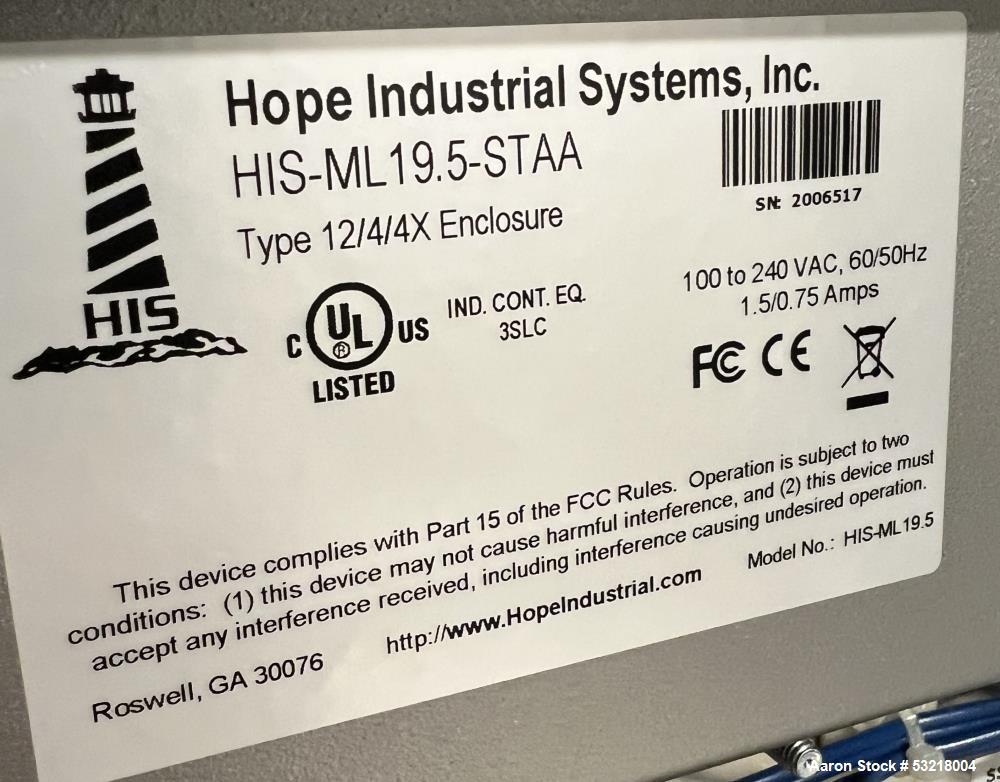 Hope Industrial Systems, Inc.
HIS-ML19.5-STAA
SN: 2006517
Type 12/4/4X Enclosure
HIS
C UL ® US
LISTED
IND. CONT. EQ.
3SLC
100 to 240 VAC, 60/50Hz
1.5/0.75 Amps
FC CE
This device complies with Part 15 of the FCC Rules. Operation is subject to two
conditions: (1) this device may not cause harmful interference, and (2) this device must
accept any interference received, including interference causing undesired operation.
Roswell, GA 30076
http://www.HopeIndustrial.com
Model No.: HIS-ML19.5
Aaron Stock # 53218004